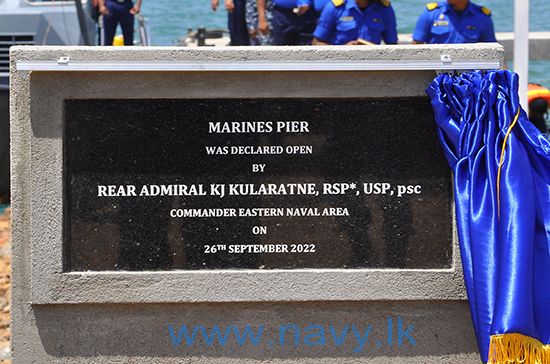 MARINES PIER
WAS DECLARED OPEN
BY
REAR ADMIRAL KJ KULARATNE, RSP*, USP, psc
COMMANDER EASTERN NAVAL AREA
ON
26TH SEPTEMBER 2022
www.navy.lk